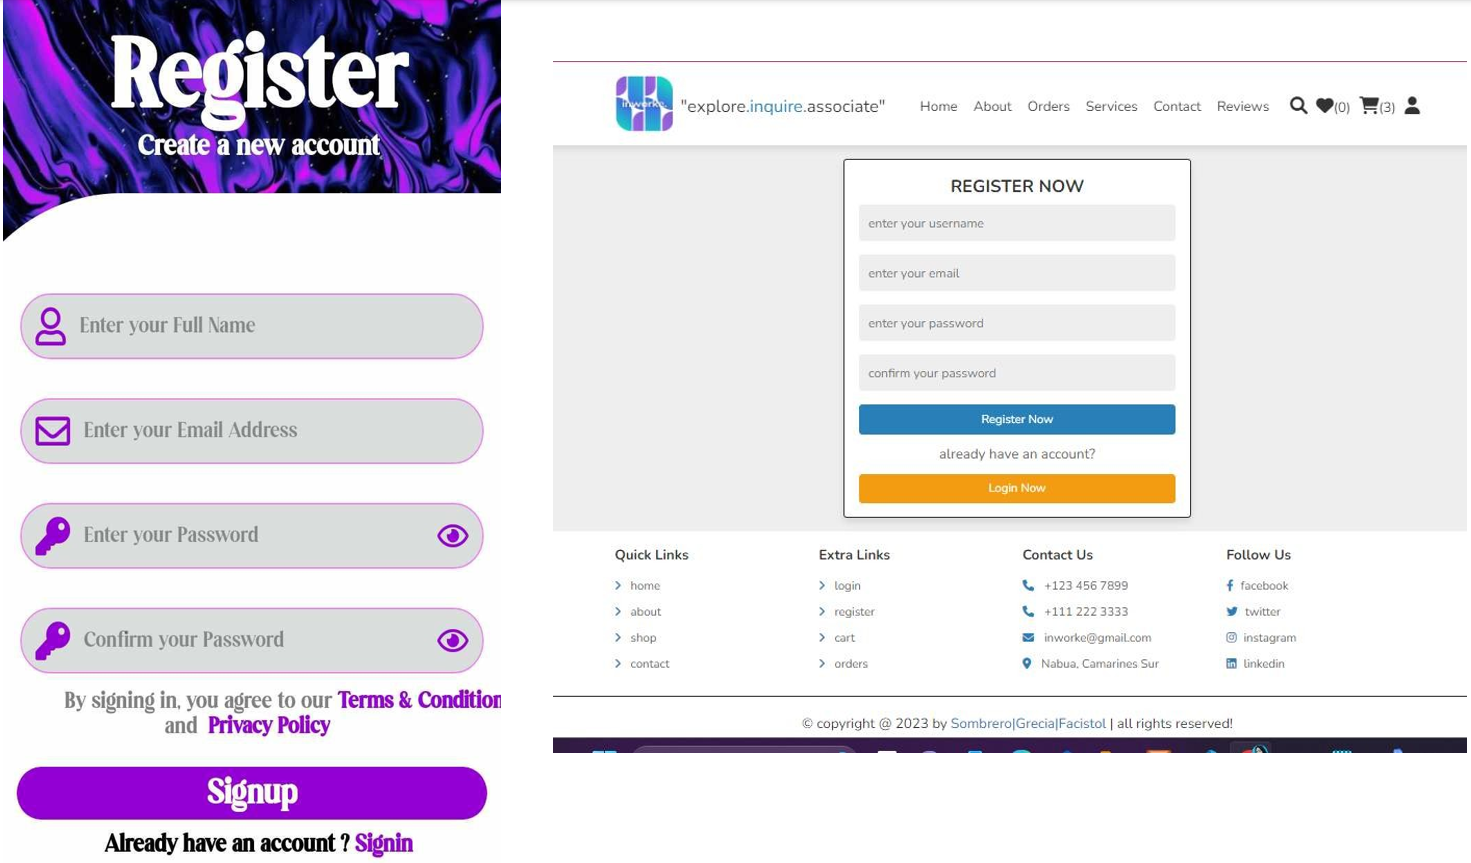 Register
Create a new account
Enter your Full Name
Enter your Email Address
Enter your Password
Confirm your Password
By signing in, you agree to our Terms & Condition
and Privacy Policy
Signup
Already have an account ? Signin
inworke.
"explore.inquire.associate"
Home About Orders Services Contact Reviews (0) (3)
REGISTER NOW
enter your username
enter your email
enter your password
confirm your password
Register Now
already have an account?
Login Now
Quick Links
home
about
shop
contact
Extra Links
login
register
cart
orders
Contact Us
+123 456 7899
+111 222 3333
inworke@gmail.com
Nabua, Camarines Sur
Follow Us
facebook
twitter
instagram
linkedin
© copyright @ 2023 by Sombrero|Grecia|Facistol | all rights reserved!